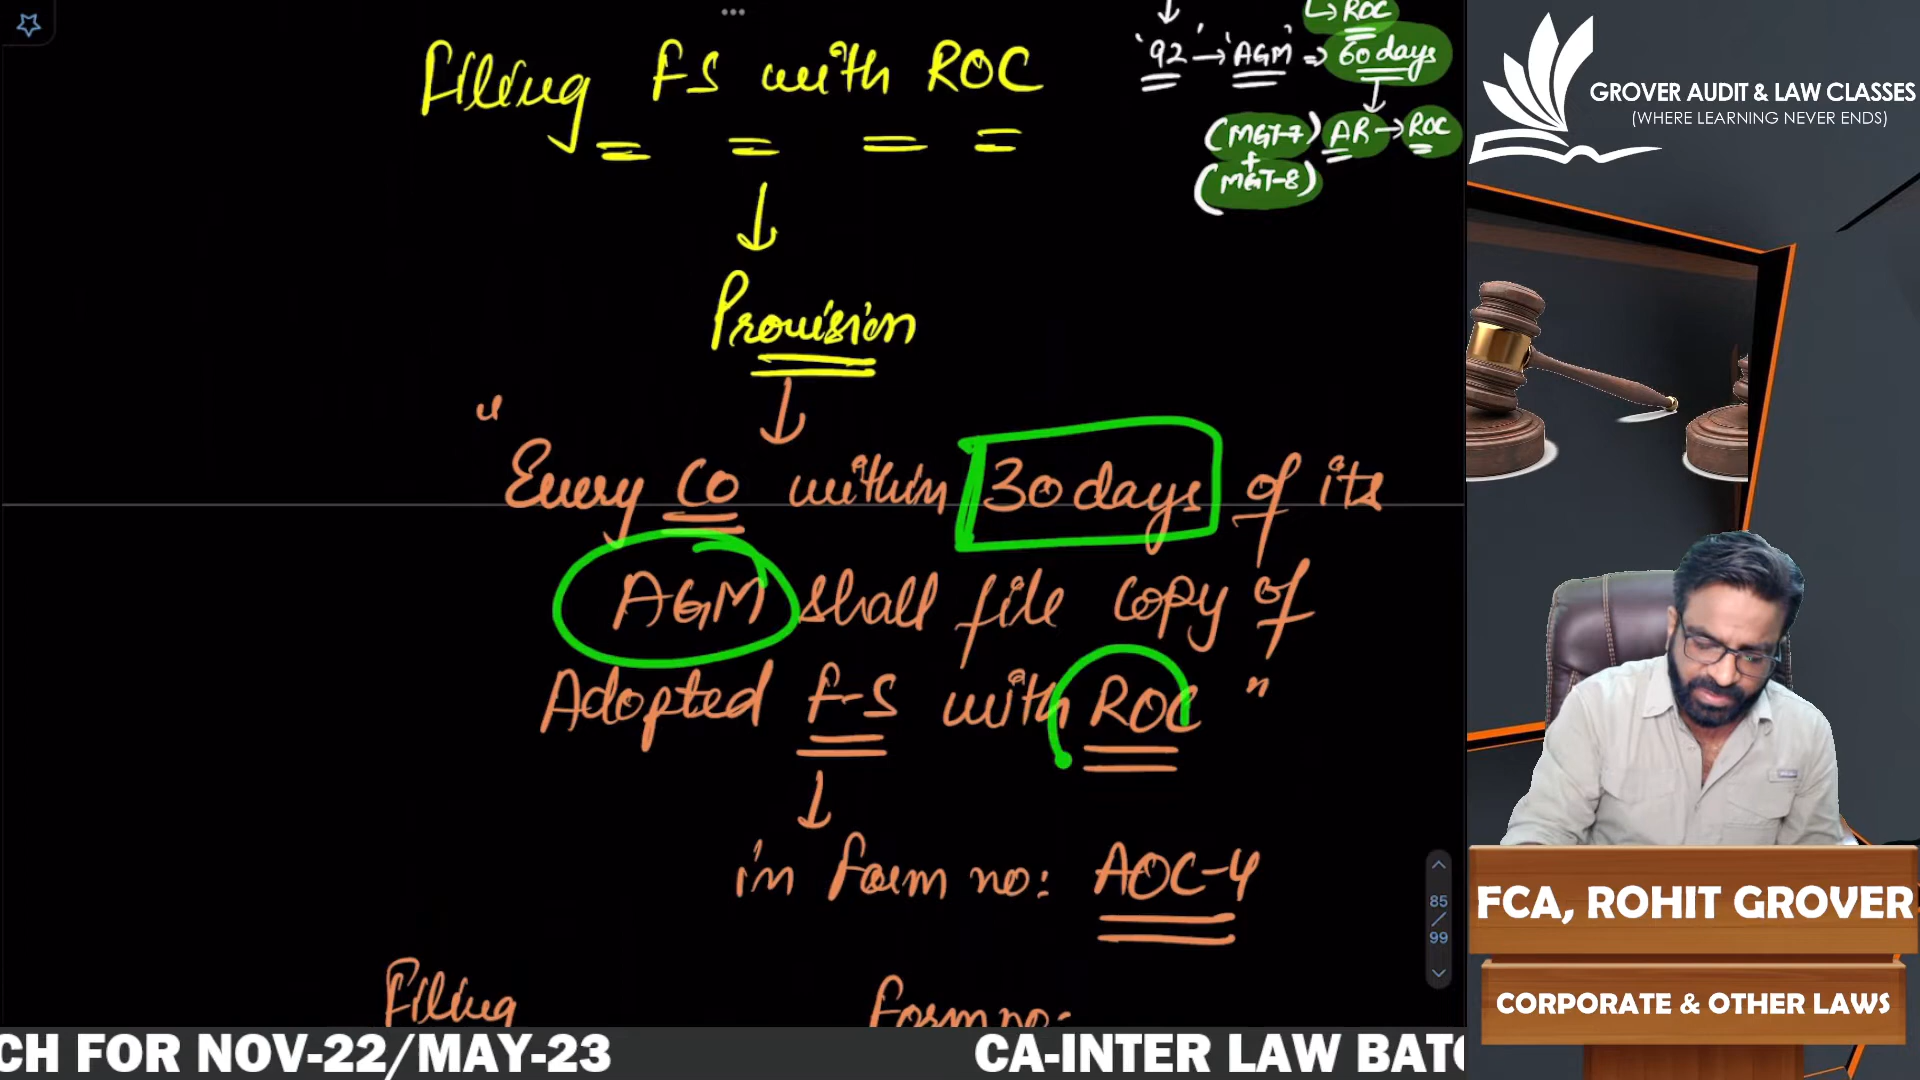 Filing FS with ROC
↓
Provision
↓
"Every Co within 30 days of its
AGM shall file copy of
Adopted F-S with ROC"
↓
in Form no: AOC-4
Filing
Form no:
↓ ↳ ROC
'92' → 'AGM' ⇒ 60 days
↓
(MGT-7) AR → ROC
+
(MGT-8)
GROVER AUDIT & LAW CLASSES
(WHERE LEARNING NEVER ENDS)
85
/
99
FCA, ROHIT GROVER
CORPORATE & OTHER LAWS
CH FOR NOV-22/MAY-23 CA-INTER LAW BATC